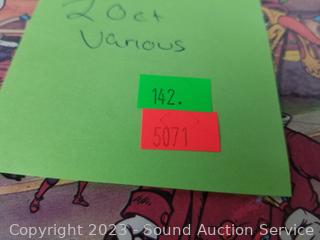 20ct
Various
142.
5071
Copyright © 2023 - Sound Auction Service